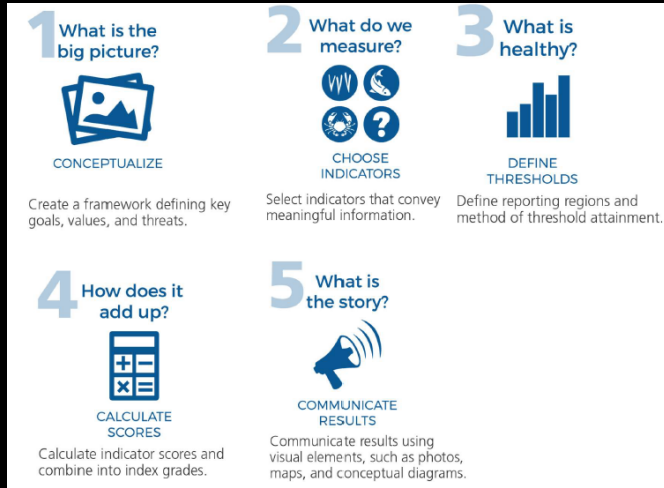 1 What is the
big picture?
CONCEPTUALIZE
Create a framework defining key
goals, values, and threats.
2 What do we
measure?
?
CHOOSE
INDICATORS
Select indicators that convey
meaningful information.
3 What is
healthy?
DEFINE
THRESHOLDS
Define reporting regions and
method of threshold attainment.
4 How does it
add up?
+ −
× =
CALCULATE
SCORES
Calculate indicator scores and
combine into index grades.
5 What is
the story?
COMMUNICATE
RESULTS
Communicate results using
visual elements, such as photos,
maps, and conceptual diagrams.